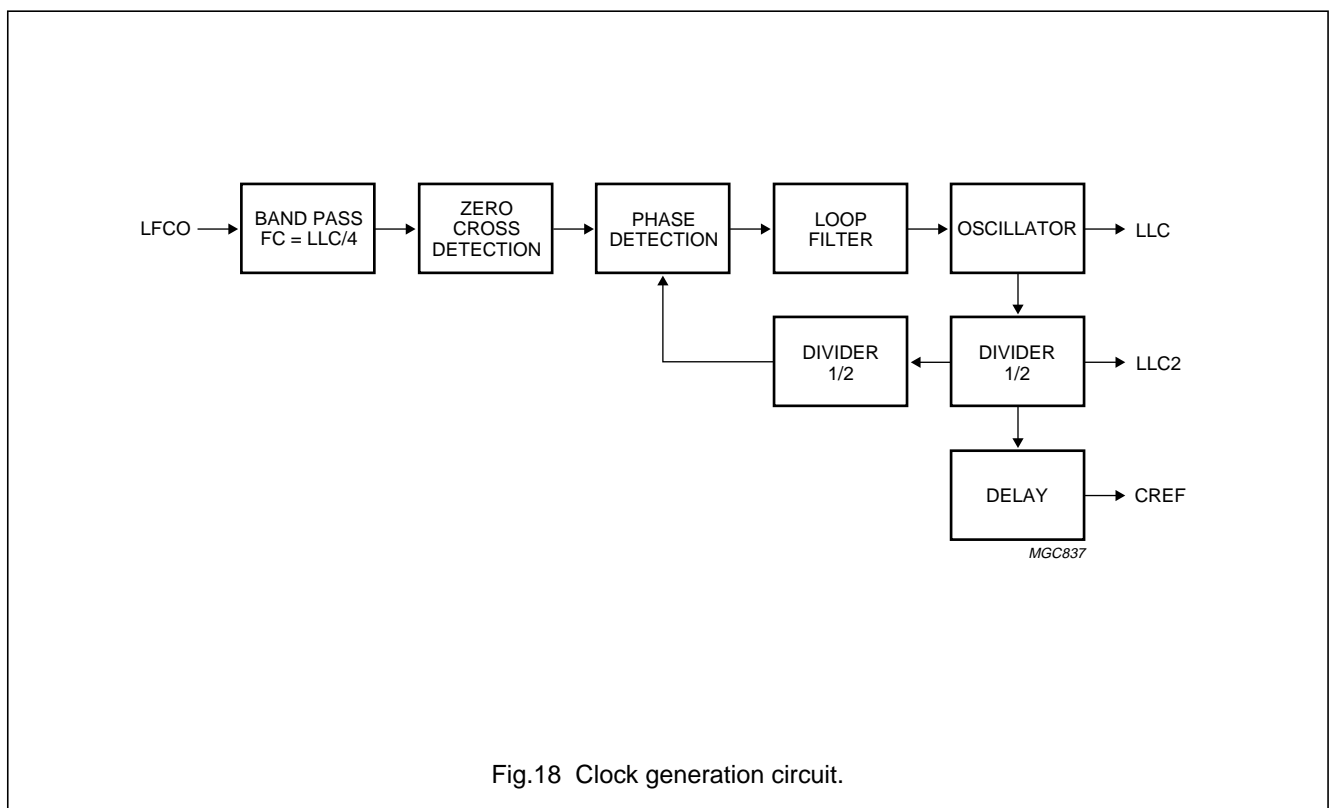 LFCO
BAND PASS
FC = LLC/4
ZERO
CROSS
DETECTION
PHASE
DETECTION
LOOP
FILTER
OSCILLATOR
LLC
DIVIDER
1/2
DIVIDER
1/2
LLC2
DELAY
CREF
MGC837
Fig.18 Clock generation circuit.